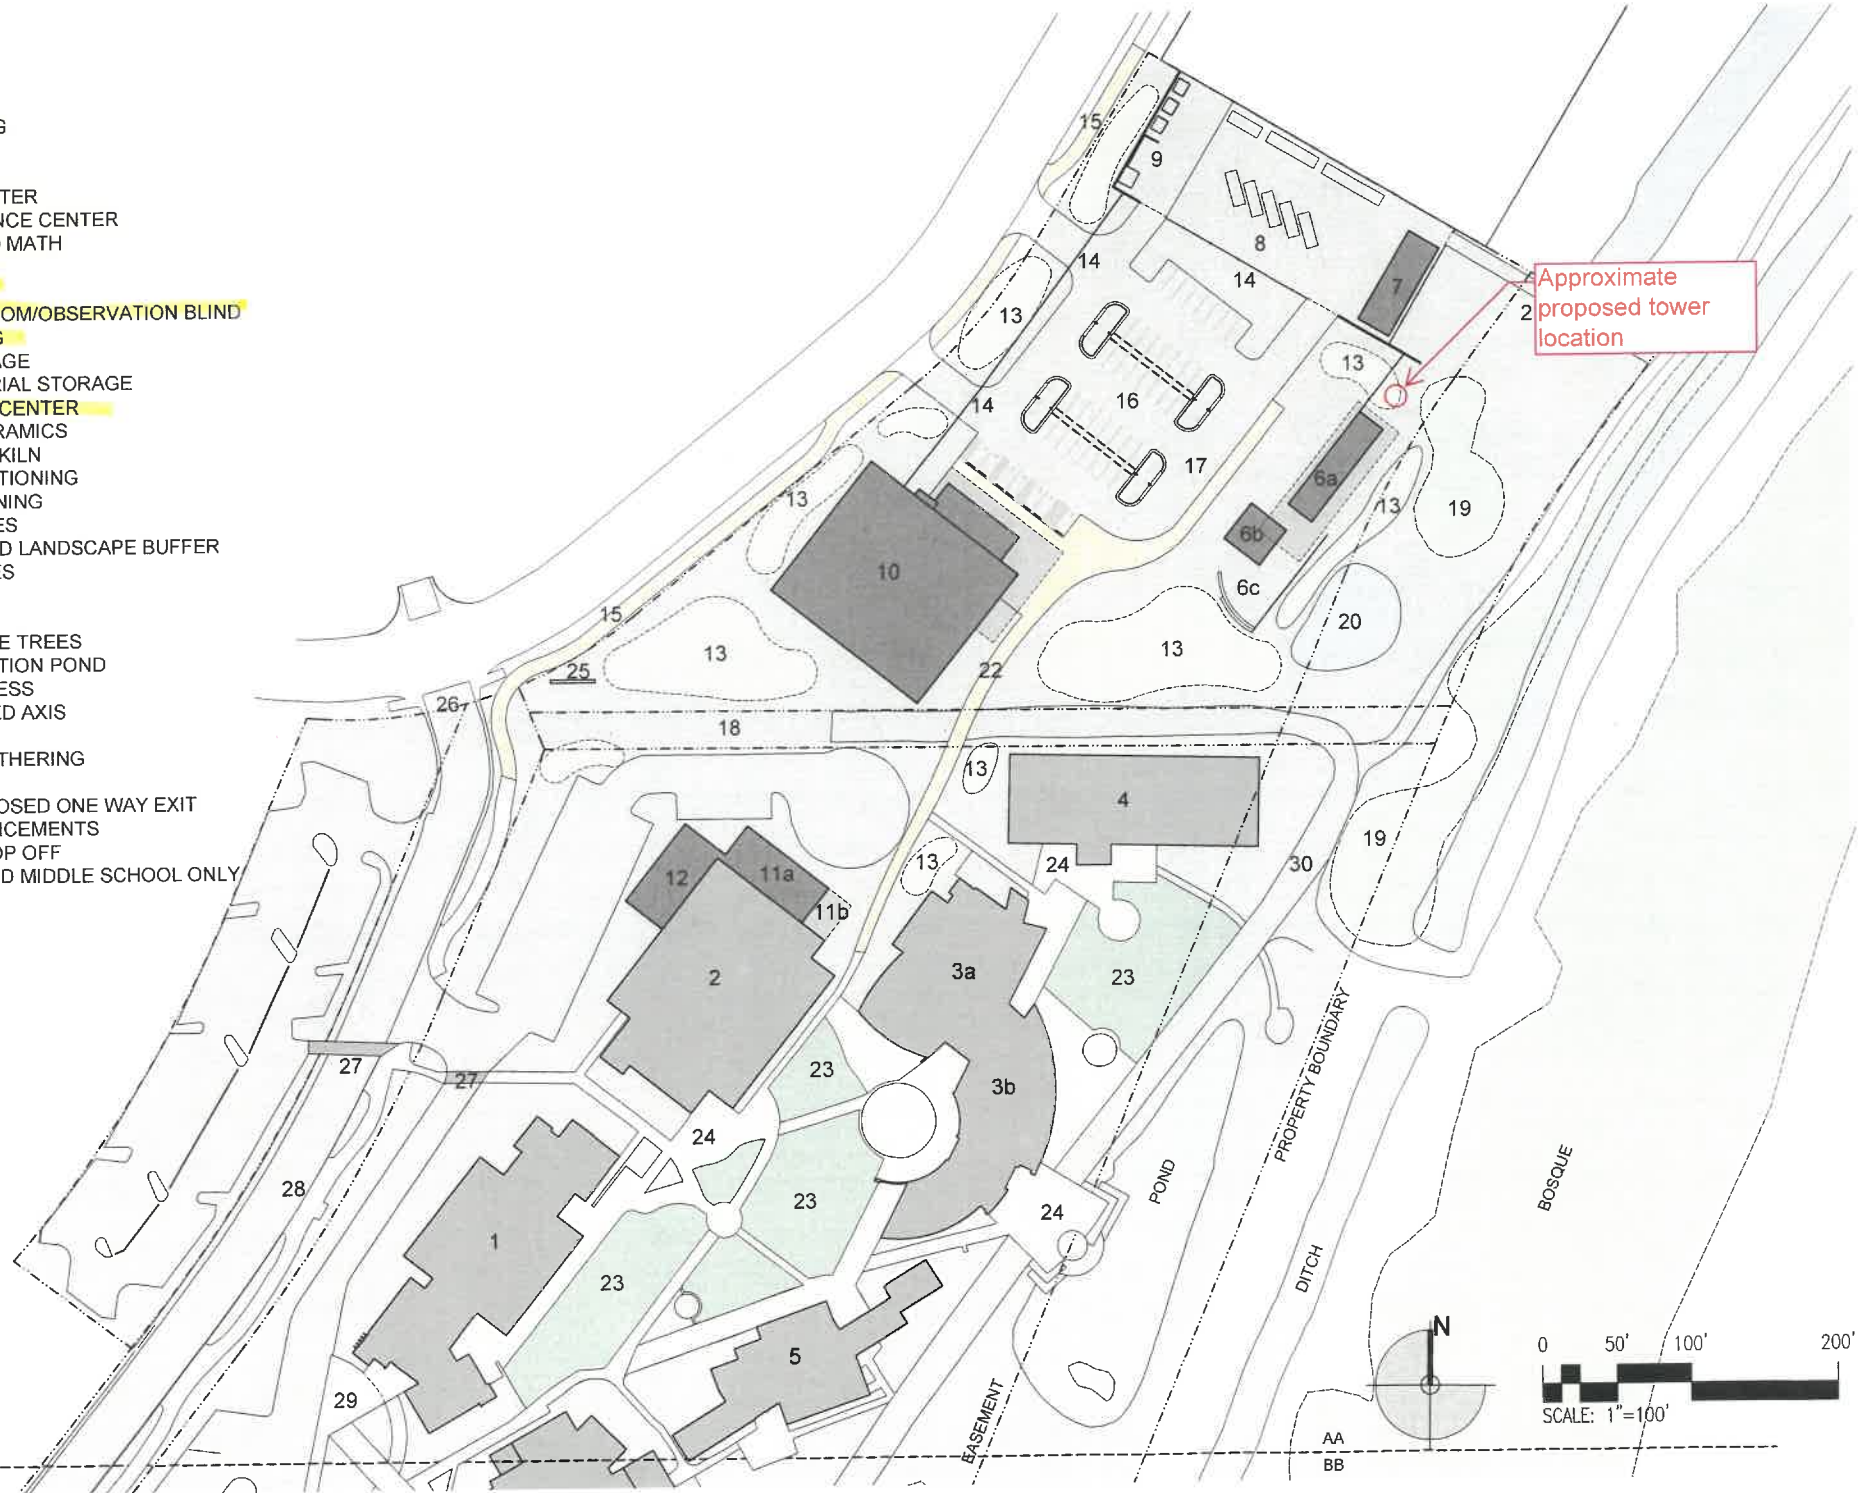 G
TER
NCE CENTER
MATH
OM/OBSERVATION BLIND
G
AGE
RIAL STORAGE
CENTER
RAMICS
KILN
TIONING
NING
ES
D LANDSCAPE BUFFER
ES
E TREES
TION POND
ESS
ED AXIS
THERING
OSED ONE WAY EXIT
NCEMENTS
OP OFF
D MIDDLE SCHOOL ONLY
15
9
8
14
14
7
Approximate
proposed tower
location
2
13
13
14
16
17
13
6a
13
19
6b
10
6c
15
20
13
13
25
22
26
18
13
4
19
13
24
30
12
11a
11b
2
3a
23
PROPERTY BOUNDARY
27
27
23
3b
24
28
23
24
POND
BOSQUE
1
23
DITCH
5
29
EASEMENT
N
0 50' 100' 200'
SCALE: 1"=100'
AA
BB